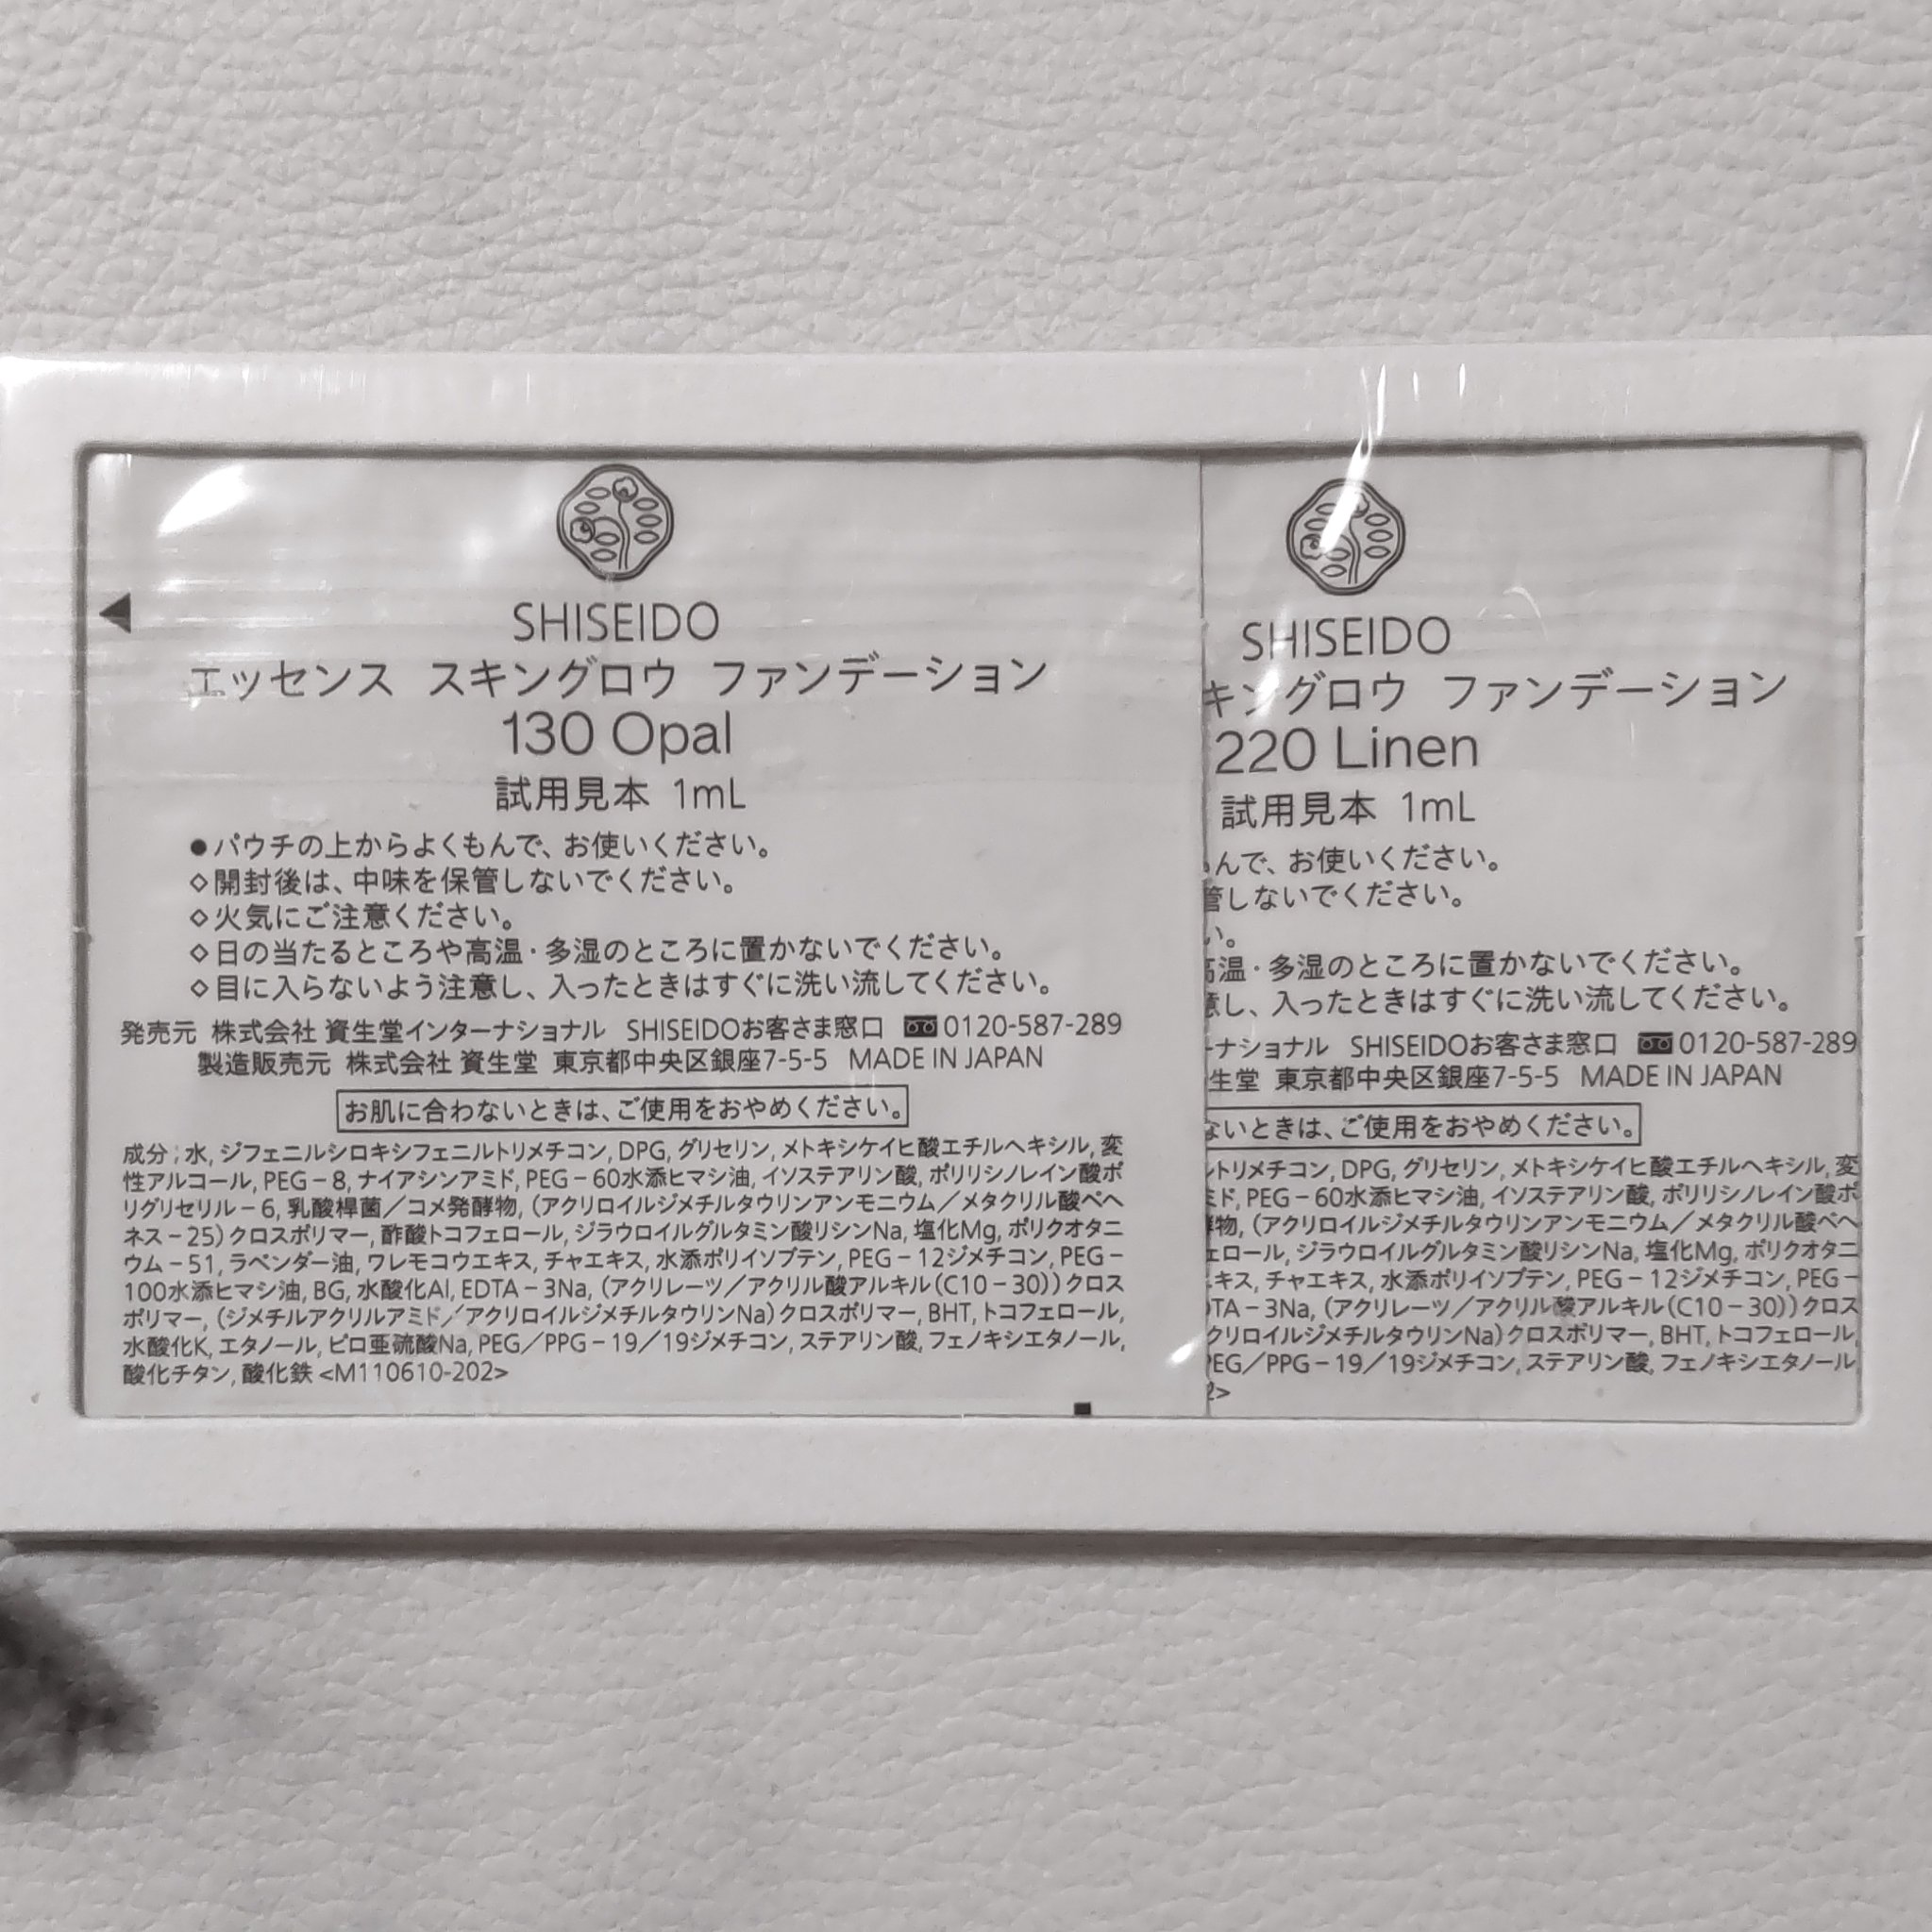 SHISEIDO
エッセンス スキングロウ ファンデーション
130 Opal
試用見本 1mL
●パウチの上からよくもんで、お使いください。
◇開封後は、中味を保管しないでください。
◇火気にご注意ください。
◇日の当たるところや高温・多湿のところに置かないでください。
◇目に入らないよう注意し、入ったときはすぐに洗い流してください。
発売元 株式会社 資生堂インターナショナル SHISEIDOお客さま窓口 0120-587-289
製造販売元 株式会社 資生堂 東京都中央区銀座7-5-5 MADE IN JAPAN
お肌に合わないときは、ご使用をおやめください。
成分;水, ジフェニルシロキシフェニルトリメチコン, DPG, グリセリン, メトキシケイヒ酸エチルヘキシル, 変
性アルコール, PEG-8, ナイアシンアミド, PEG-60水添ヒマシ油, イソステアリン酸, ポリリシノレイン酸ポ
リグリセリル-6, 乳酸桿菌/コメ発酵物, (アクリロイルジメチルタウリンアンモニウム/メタクリル酸ベヘ
ネス-25)クロスポリマー, 酢酸トコフェロール, ジラウロイルグルタミン酸リシンNa, 塩化Mg, ポリクオタニ
ウム-51, ラベンダー油, ワレモコウエキス, チャエキス, 水添ポリイソブテン, PEG-12ジメチコン, PEG-
100水添ヒマシ油, BG, 水酸化Al, EDTA-3Na, (アクリレーツ/アクリル酸アルキル(C10-30))クロス
ポリマー, (ジメチルアクリルアミド/アクリロイルジメチルタウリンNa)クロスポリマー, BHT, トコフェロール,
水酸化K, エタノール, ピロ亜硫酸Na, PEG/PPG-19/19ジメチコン, ステアリン酸, フェノキシエタノール,
酸化チタン, 酸化鉄 <M110610-202>
SHISEIDO
キングロウ ファンデーション
220 Linen
試用見本 1mL
んで、お使いください。
管しないでください。
い。
高温・多湿のところに置かないでください。
意し、入ったときはすぐに洗い流してください。
ーナショナル SHISEIDOお客さま窓口 0120-587-289
生堂 東京都中央区銀座7-5-5 MADE IN JAPAN
ないときは、ご使用をおやめください。
トリメチコン, DPG, グリセリン, メトキシケイヒ酸エチルヘキシル, 変
ミド, PEG-60水添ヒマシ油, イソステアリン酸, ポリリシノレイン酸ポ
酵物, (アクリロイルジメチルタウリンアンモニウム/メタクリル酸ベヘ
ェロール, ジラウロイルグルタミン酸リシンNa, 塩化Mg, ポリクオタニ
エキス, チャエキス, 水添ポリイソブテン, PEG-12ジメチコン, PEG-
DTA-3Na, (アクリレーツ/アクリル酸アルキル(C10-30))クロス
クリロイルジメチルタウリンNa)クロスポリマー, BHT, トコフェロール,
PEG/PPG-19/19ジメチコン, ステアリン酸, フェノキシエタノール,
2>